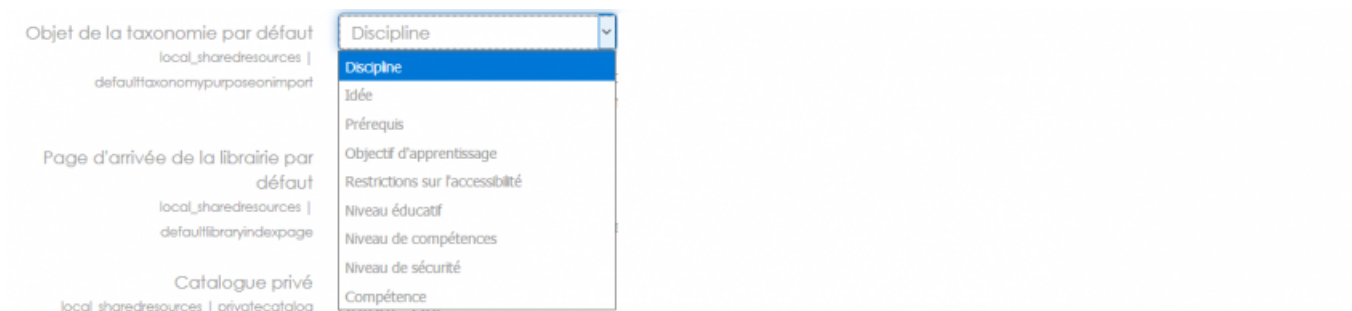 Objet de la taxonomie par défaut
local_sharedresources |
defaulttaxonomypurposeonimport
Discipline
Discipline
Idée
Prérequis
Objectif d'apprentissage
Restrictions sur l'accessibilité
Niveau éducatif
Niveau de compétences
Niveau de sécurité
Compétence
Page d'arrivée de la librairie par
défaut
local_sharedresources |
defaultlibraryindexpage
Catalogue privé
local_sharedresources | privatecatalog